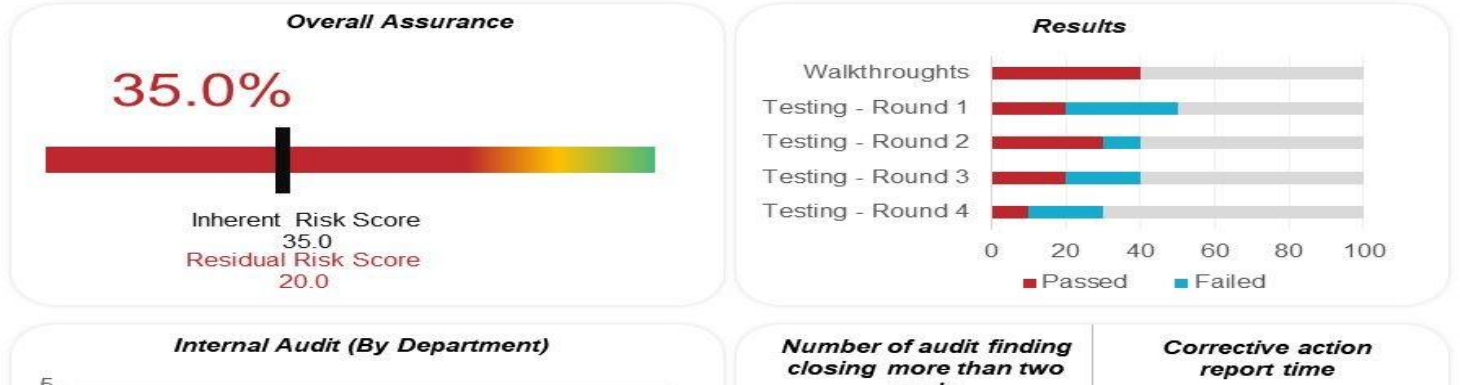 Overall Assurance
35.0%
Inherent Risk Score
35.0
Residual Risk Score
20.0
Results
Walkthroughts
Testing - Round 1
Testing - Round 2
Testing - Round 3
Testing - Round 4
0 20 40 60 80 100
Passed Failed
Internal Audit (By Department)
5
Number of audit finding
closing more than two
Corrective action
report time